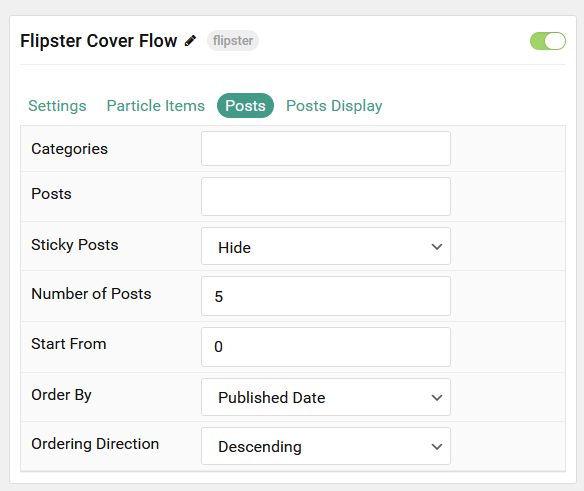 Flipster Cover Flow flipster
Settings Particle Items Posts Posts Display
Categories
Posts
Sticky Posts Hide
Number of Posts 5
Start From 0
Order By Published Date
Ordering Direction Descending